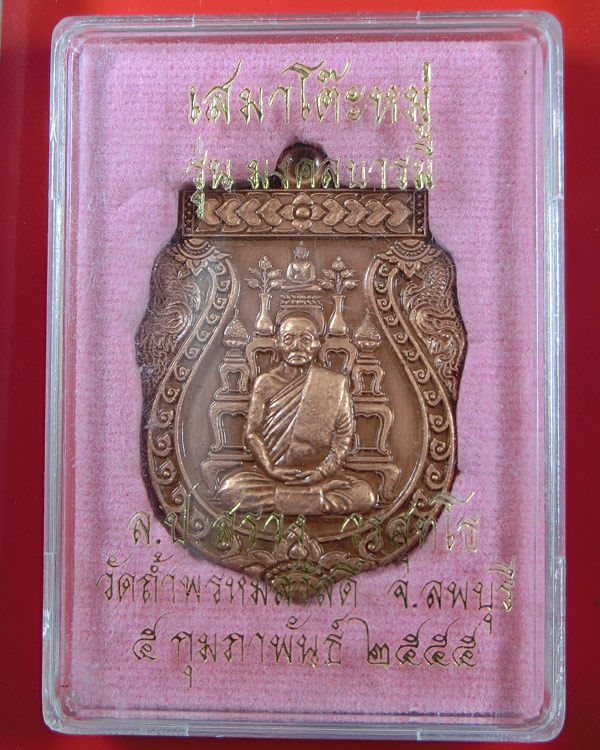 เสมาโต๊ะหมู่
รุ่น มงคลบารมี
ล.ป.สรวง วรสุทฺโธ
วัดถ้ำพรหมสวัสดิ์ จ.ลพบุรี
๕ กุมภาพันธ์ ๒๕๕๕